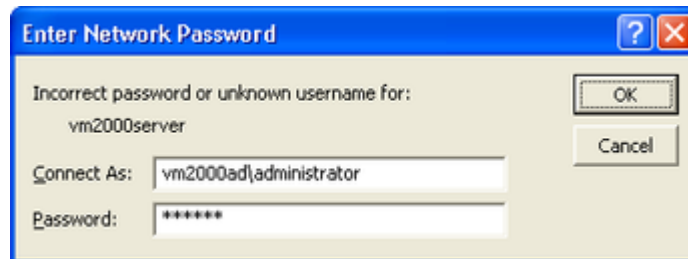 Enter Network Password
Incorrect password or unknown username for:
vm2000server
Connect As: vm2000ad\administrator
Password: ******
OK
Cancel